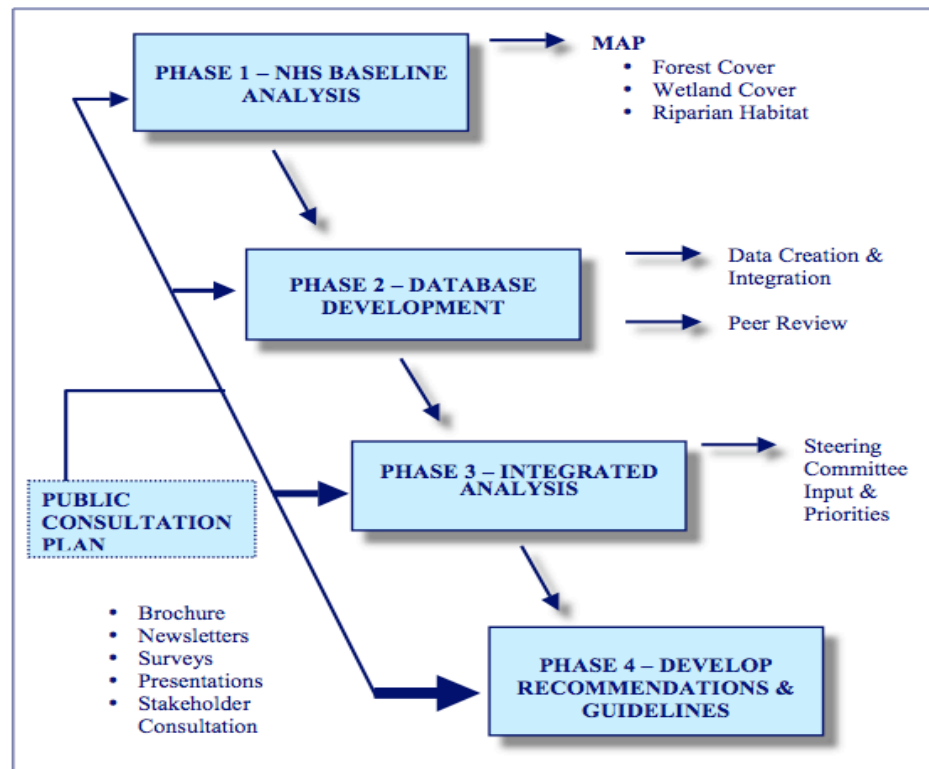 PHASE 1 – NHS BASELINE
ANALYSIS
MAP
• Forest Cover
• Wetland Cover
• Riparian Habitat
PHASE 2 – DATABASE
DEVELOPMENT
Data Creation &
Integration
Peer Review
PHASE 3 – INTEGRATED
ANALYSIS
Steering
Committee
Input &
Priorities
PUBLIC
CONSULTATION
PLAN
• Brochure
• Newsletters
• Surveys
• Presentations
• Stakeholder
Consultation
PHASE 4 – DEVELOP
RECOMMENDATIONS &
GUIDELINES